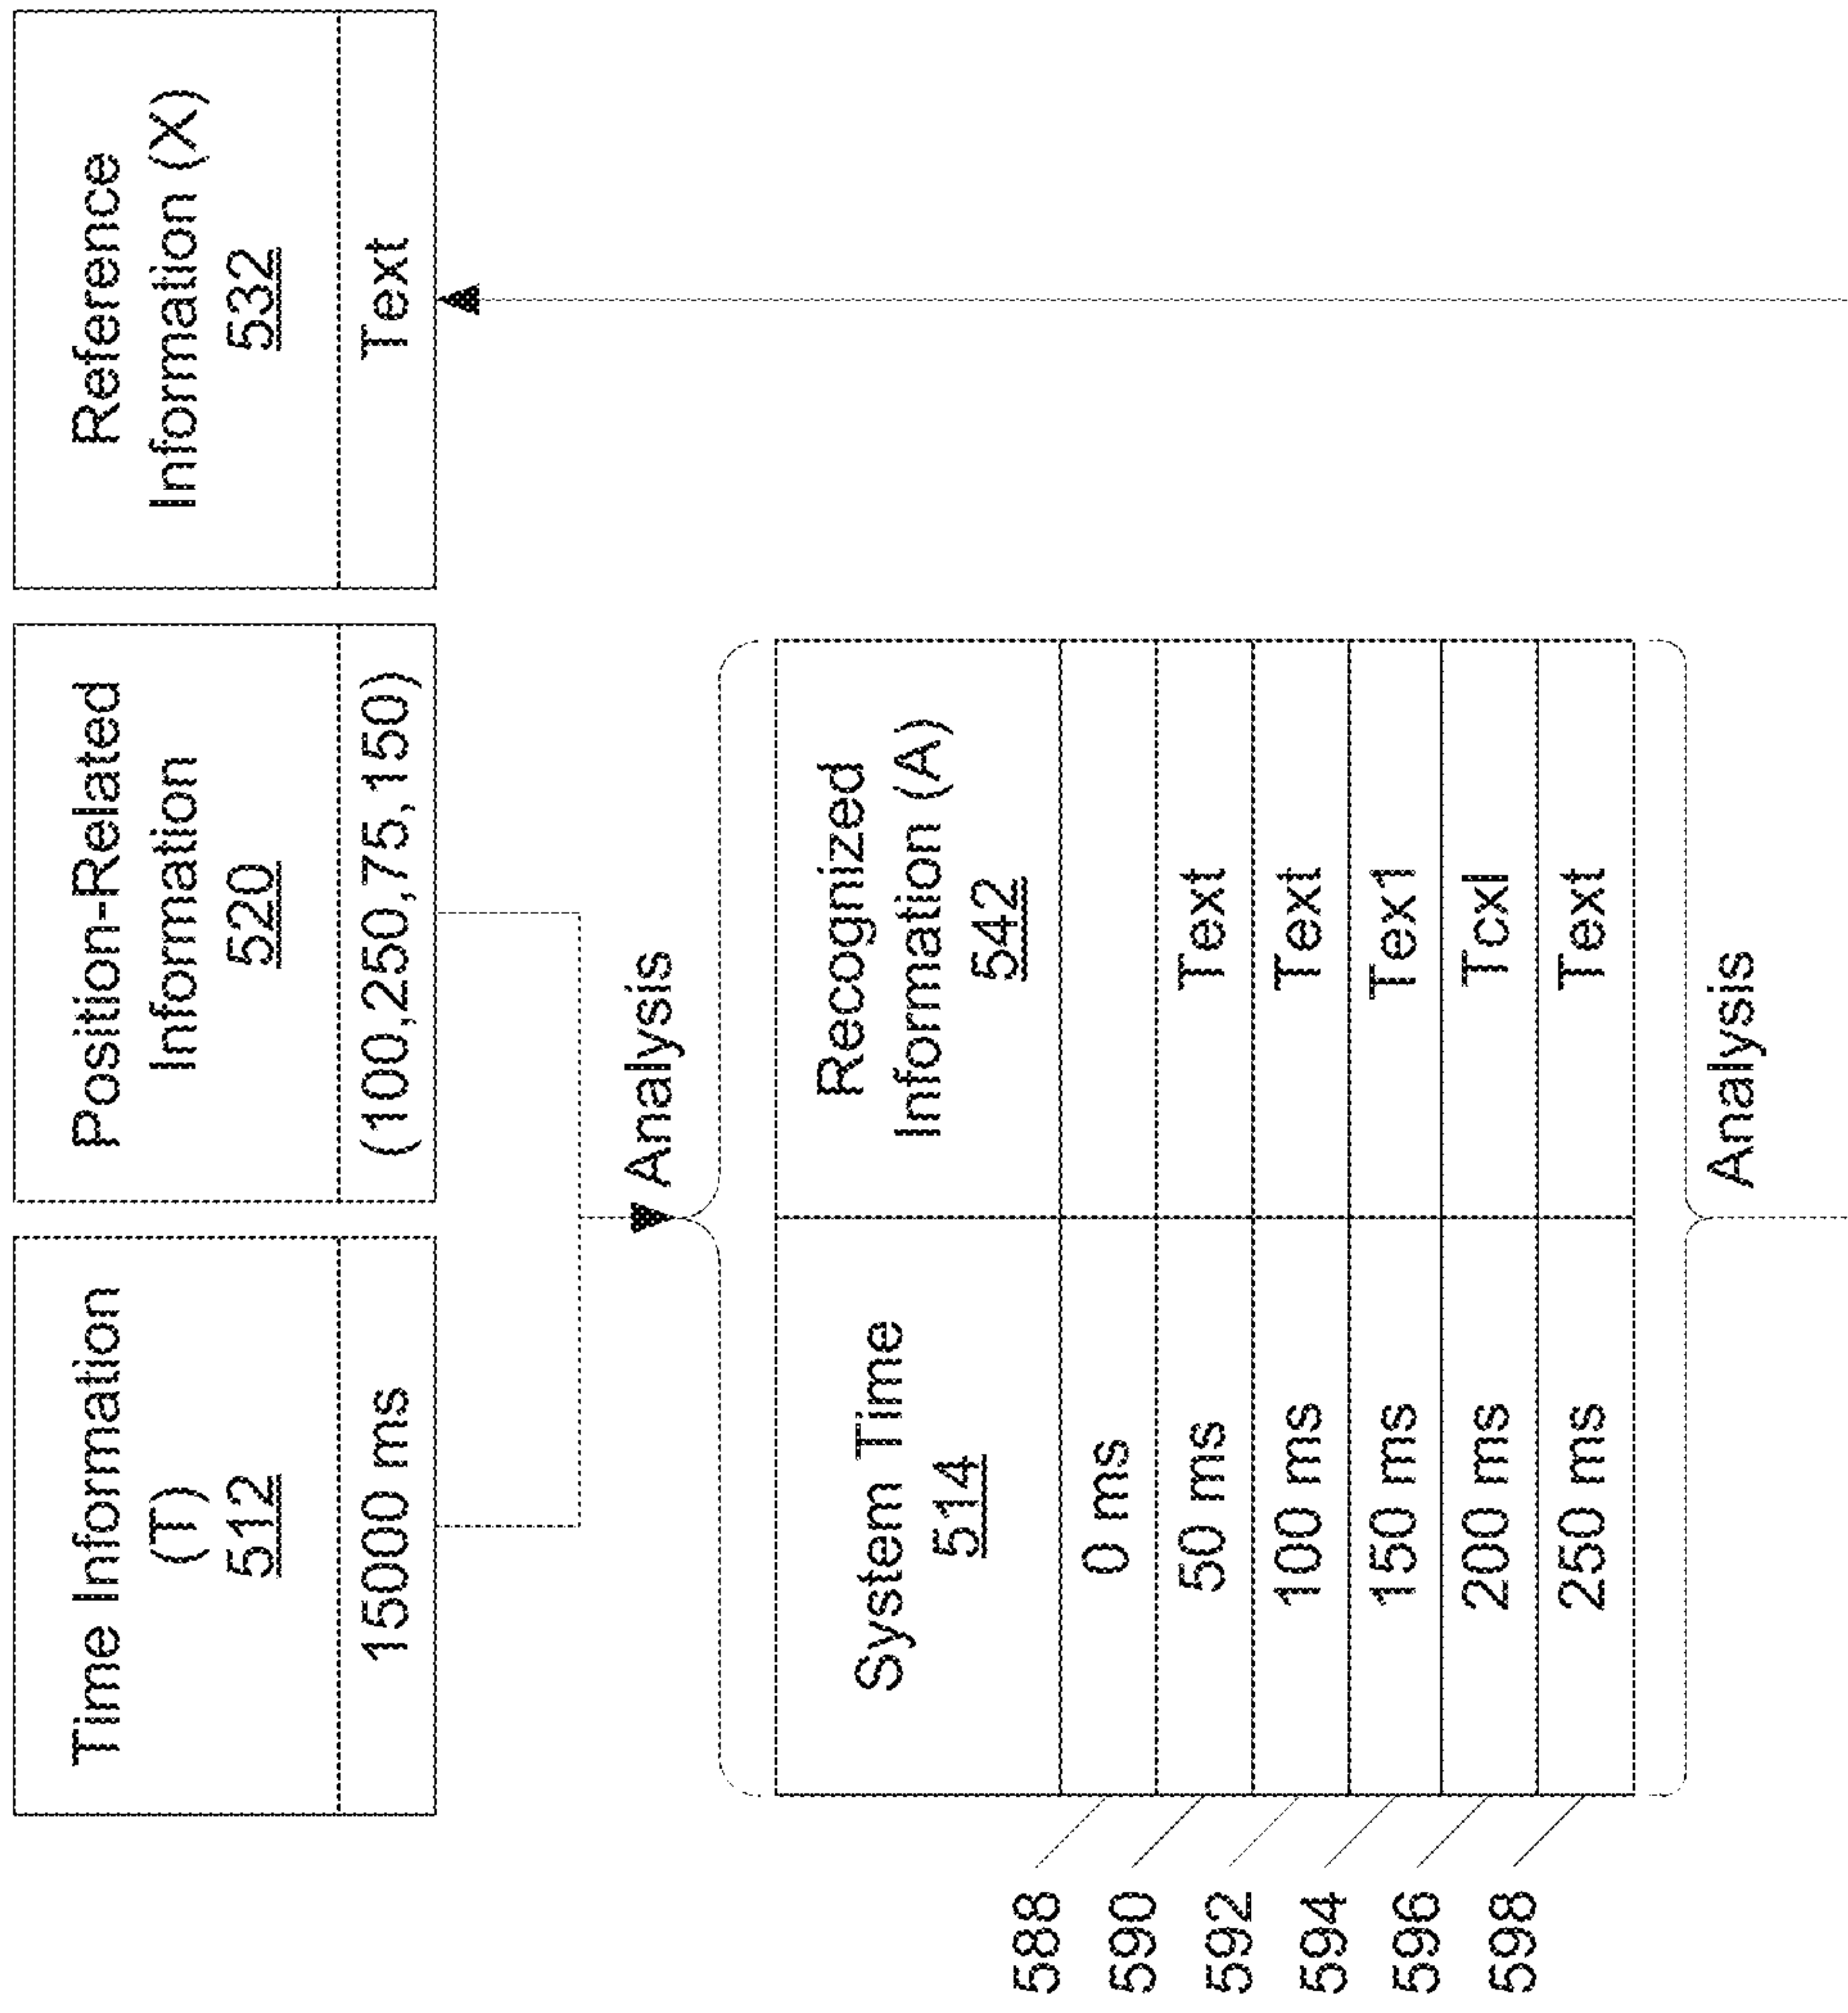 Time Information
(T)
512
15000 ms
Position-Related
Information
520
(100,250,75,150)
Reference
Information (X)
532
Text
Analysis
System Time
514
Recognized
Information (A)
542
588
0 ms
590
50 ms
Text
592
100 ms
Text
594
150 ms
Tex1
596
200 ms
Tcxl
598
250 ms
Text
Analysis